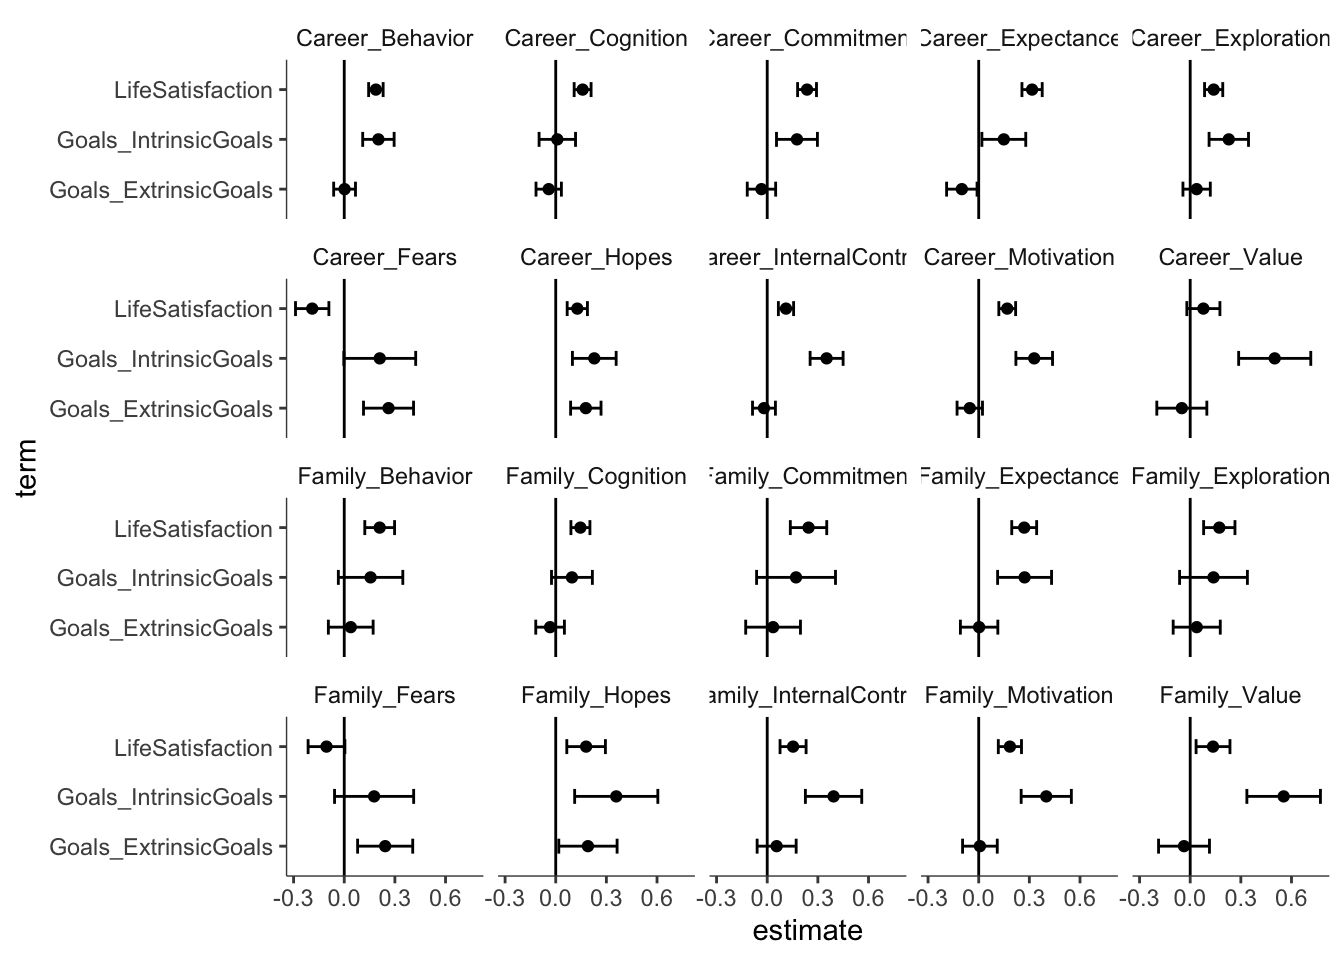 Career_Behavior Career_Cognition Career_Commitmen Career_Expectance Career_Exploration
LifeSatisfaction
Goals_IntrinsicGoals
Goals_ExtrinsicGoals
Career_Fears Career_Hopes areer_InternalContr Career_Motivation Career_Value
LifeSatisfaction
Goals_IntrinsicGoals
Goals_ExtrinsicGoals
term
Family_Behavior Family_Cognition Family_Commitmen Family_Expectance Family_Exploration
LifeSatisfaction
Goals_IntrinsicGoals
Goals_ExtrinsicGoals
Family_Fears Family_Hopes amily_InternalContr Family_Motivation Family_Value
LifeSatisfaction
Goals_IntrinsicGoals
Goals_ExtrinsicGoals
-0.3 0.0 0.3 0.6 -0.3 0.0 0.3 0.6 -0.3 0.0 0.3 0.6 -0.3 0.0 0.3 0.6 -0.3 0.0 0.3 0.6
estimate